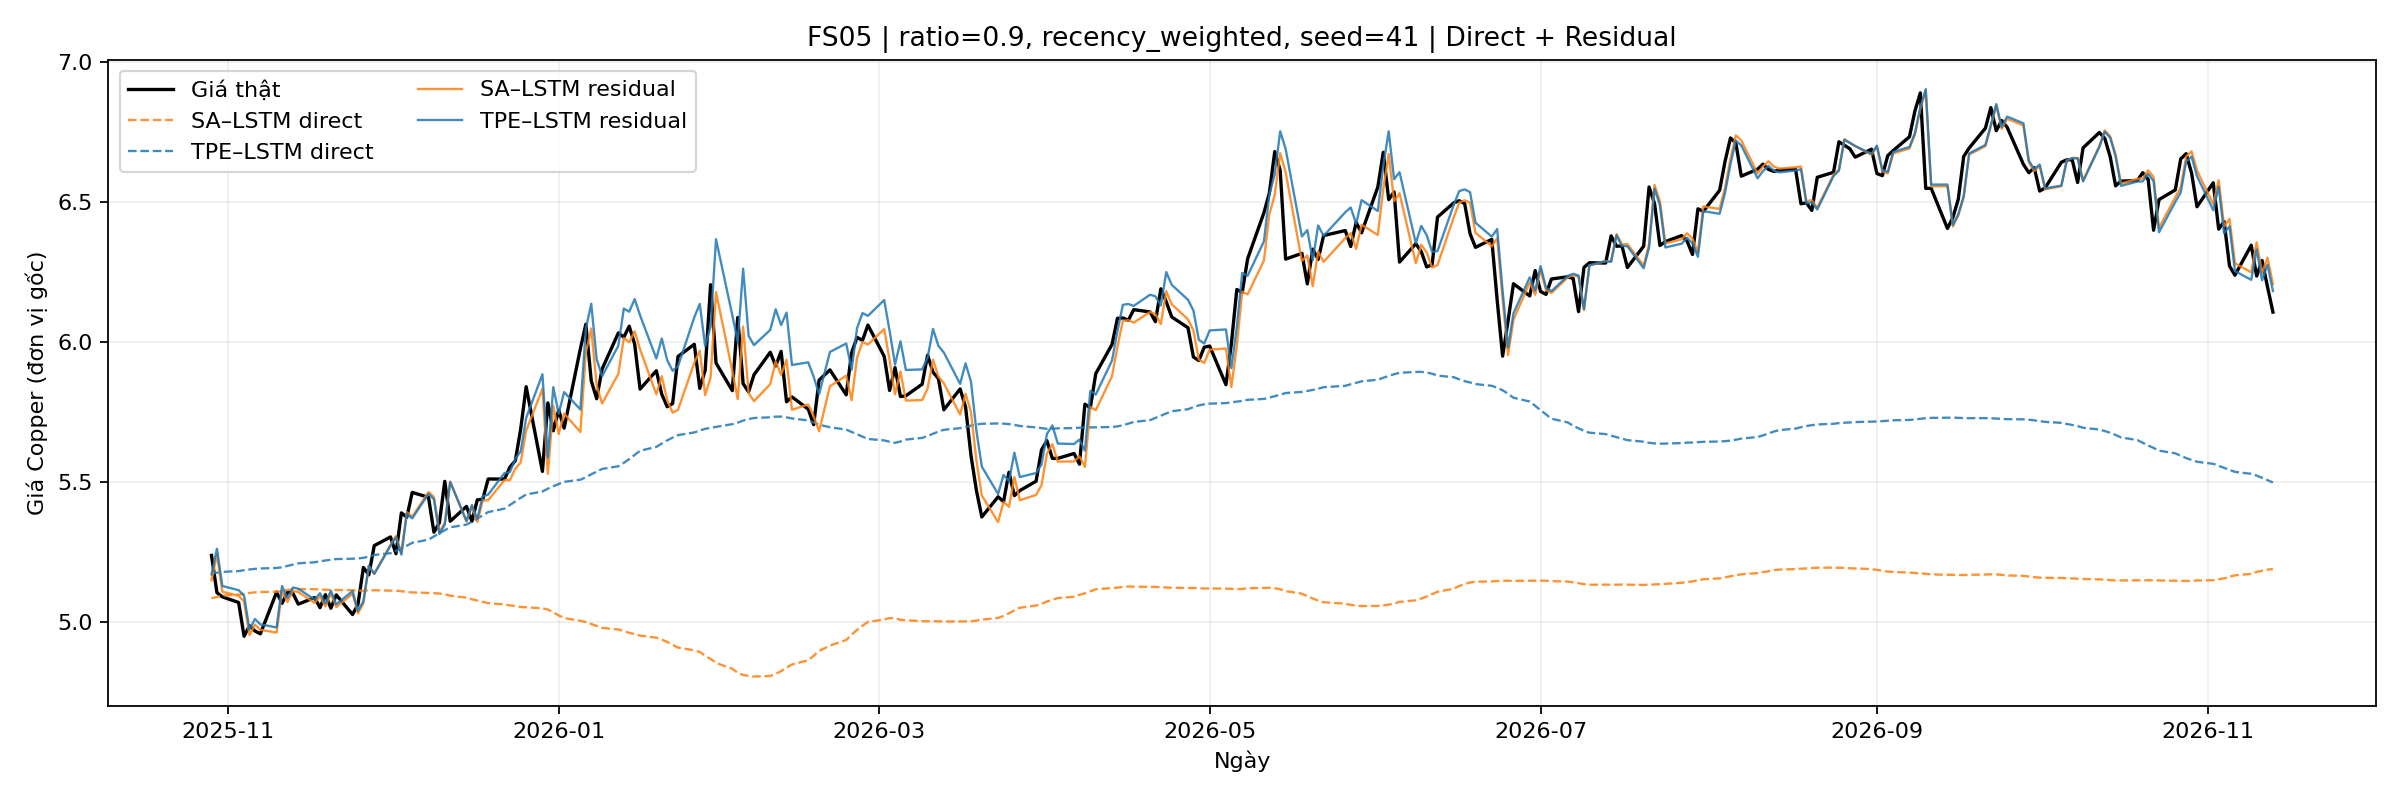 FS05 | ratio=0.9, recency_weighted, seed=41 | Direct + Residual
Giá thật
SA–LSTM direct
TPE–LSTM direct
SA–LSTM residual
TPE–LSTM residual
Giá Copper (đơn vị gốc)
7.0
6.5
6.0
5.5
5.0
2025-11
2026-01
2026-03
2026-05
2026-07
2026-09
2026-11
Ngày